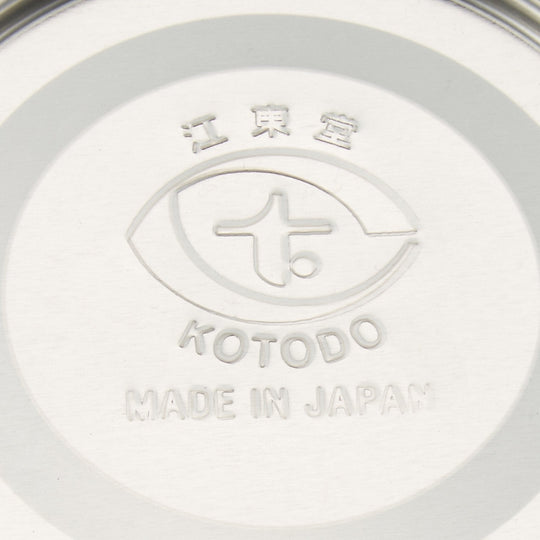 江東堂
t.
KOTODO
MADE IN JAPAN